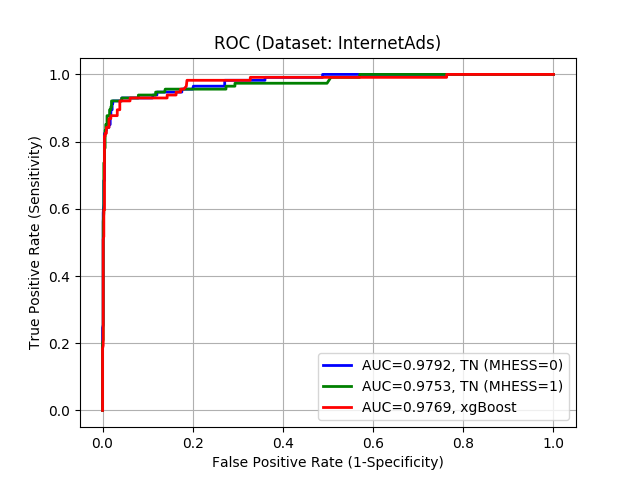 ROC (Dataset: InternetAds)
True Positive Rate (Sensitivity)
1.0
0.8
0.6
0.4
0.2
0.0
AUC=0.9792, TN (MHESS=0)
AUC=0.9753, TN (MHESS=1)
AUC=0.9769, xgBoost
0.0 0.2 0.4 0.6 0.8 1.0
False Positive Rate (1-Specificity)